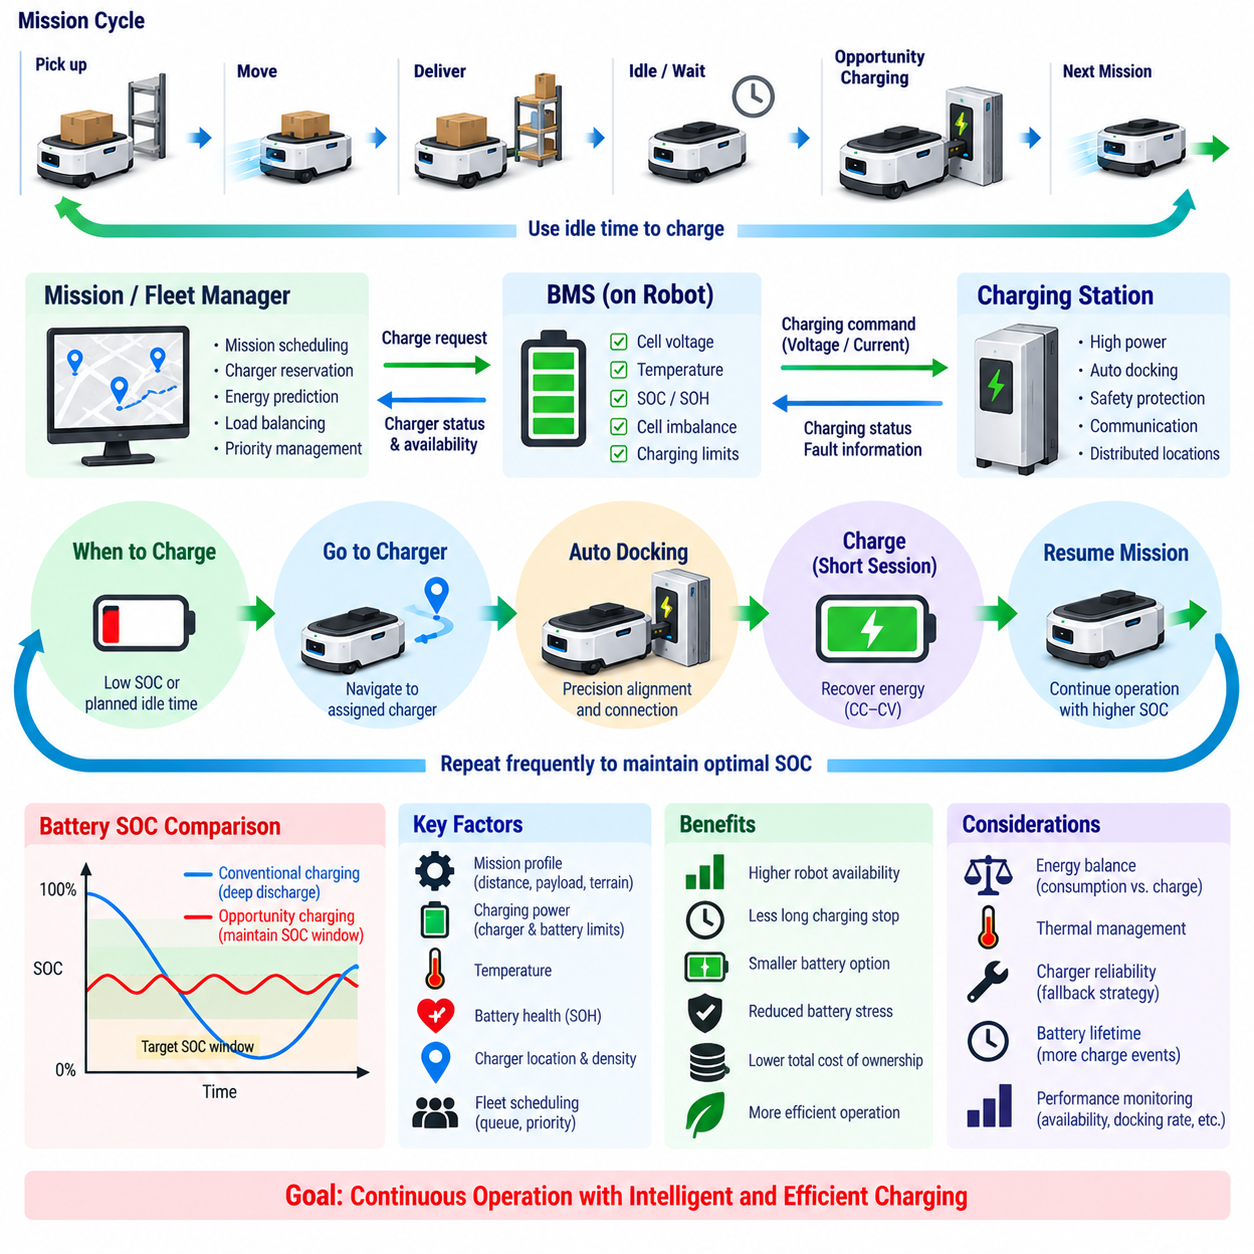 Mission Cycle
Pick up
Move
Deliver
Idle / Wait
Opportunity
Charging
Next Mission
Use idle time to charge
Mission / Fleet Manager
• Mission scheduling
• Charger reservation
• Energy prediction
• Load balancing
• Priority management
Charge request
Charger status
& availability
BMS (on Robot)
Cell voltage
Temperature
SOC / SOH
Cell imbalance
Charging limits
Charging command
(Voltage / Current)
Charging status
Fault information
Charging Station
• High power
• Auto docking
• Safety protection
• Communication
• Distributed locations
When to Charge
Low SOC or
planned idle time
Go to Charger
Navigate to
assigned charger
Auto Docking
Precision alignment
and connection
Charge
(Short Session)
Recover energy
(CC–CV)
Resume Mission
Continue operation
with higher SOC
Repeat frequently to maintain optimal SOC
Battery SOC Comparison
100%
SOC
0%
Conventional charging
(deep discharge)
Opportunity charging
(maintain SOC window)
Target SOC window
Time
Key Factors
Mission profile
(distance, payload, terrain)
Charging power
(charger & battery limits)
Temperature
Battery health (SOH)
Charger location & density
Fleet scheduling
(queue, priority)
Benefits
Higher robot availability
Less long charging stop
Smaller battery option
Reduced battery stress
Lower total cost of ownership
More efficient operation
Considerations
Energy balance
(consumption vs. charge)
Thermal management
Charger reliability
(fallback strategy)
Battery lifetime
(more charge events)
Performance monitoring
(availability, docking rate, etc.)
Goal: Continuous Operation with Intelligent and Efficient Charging